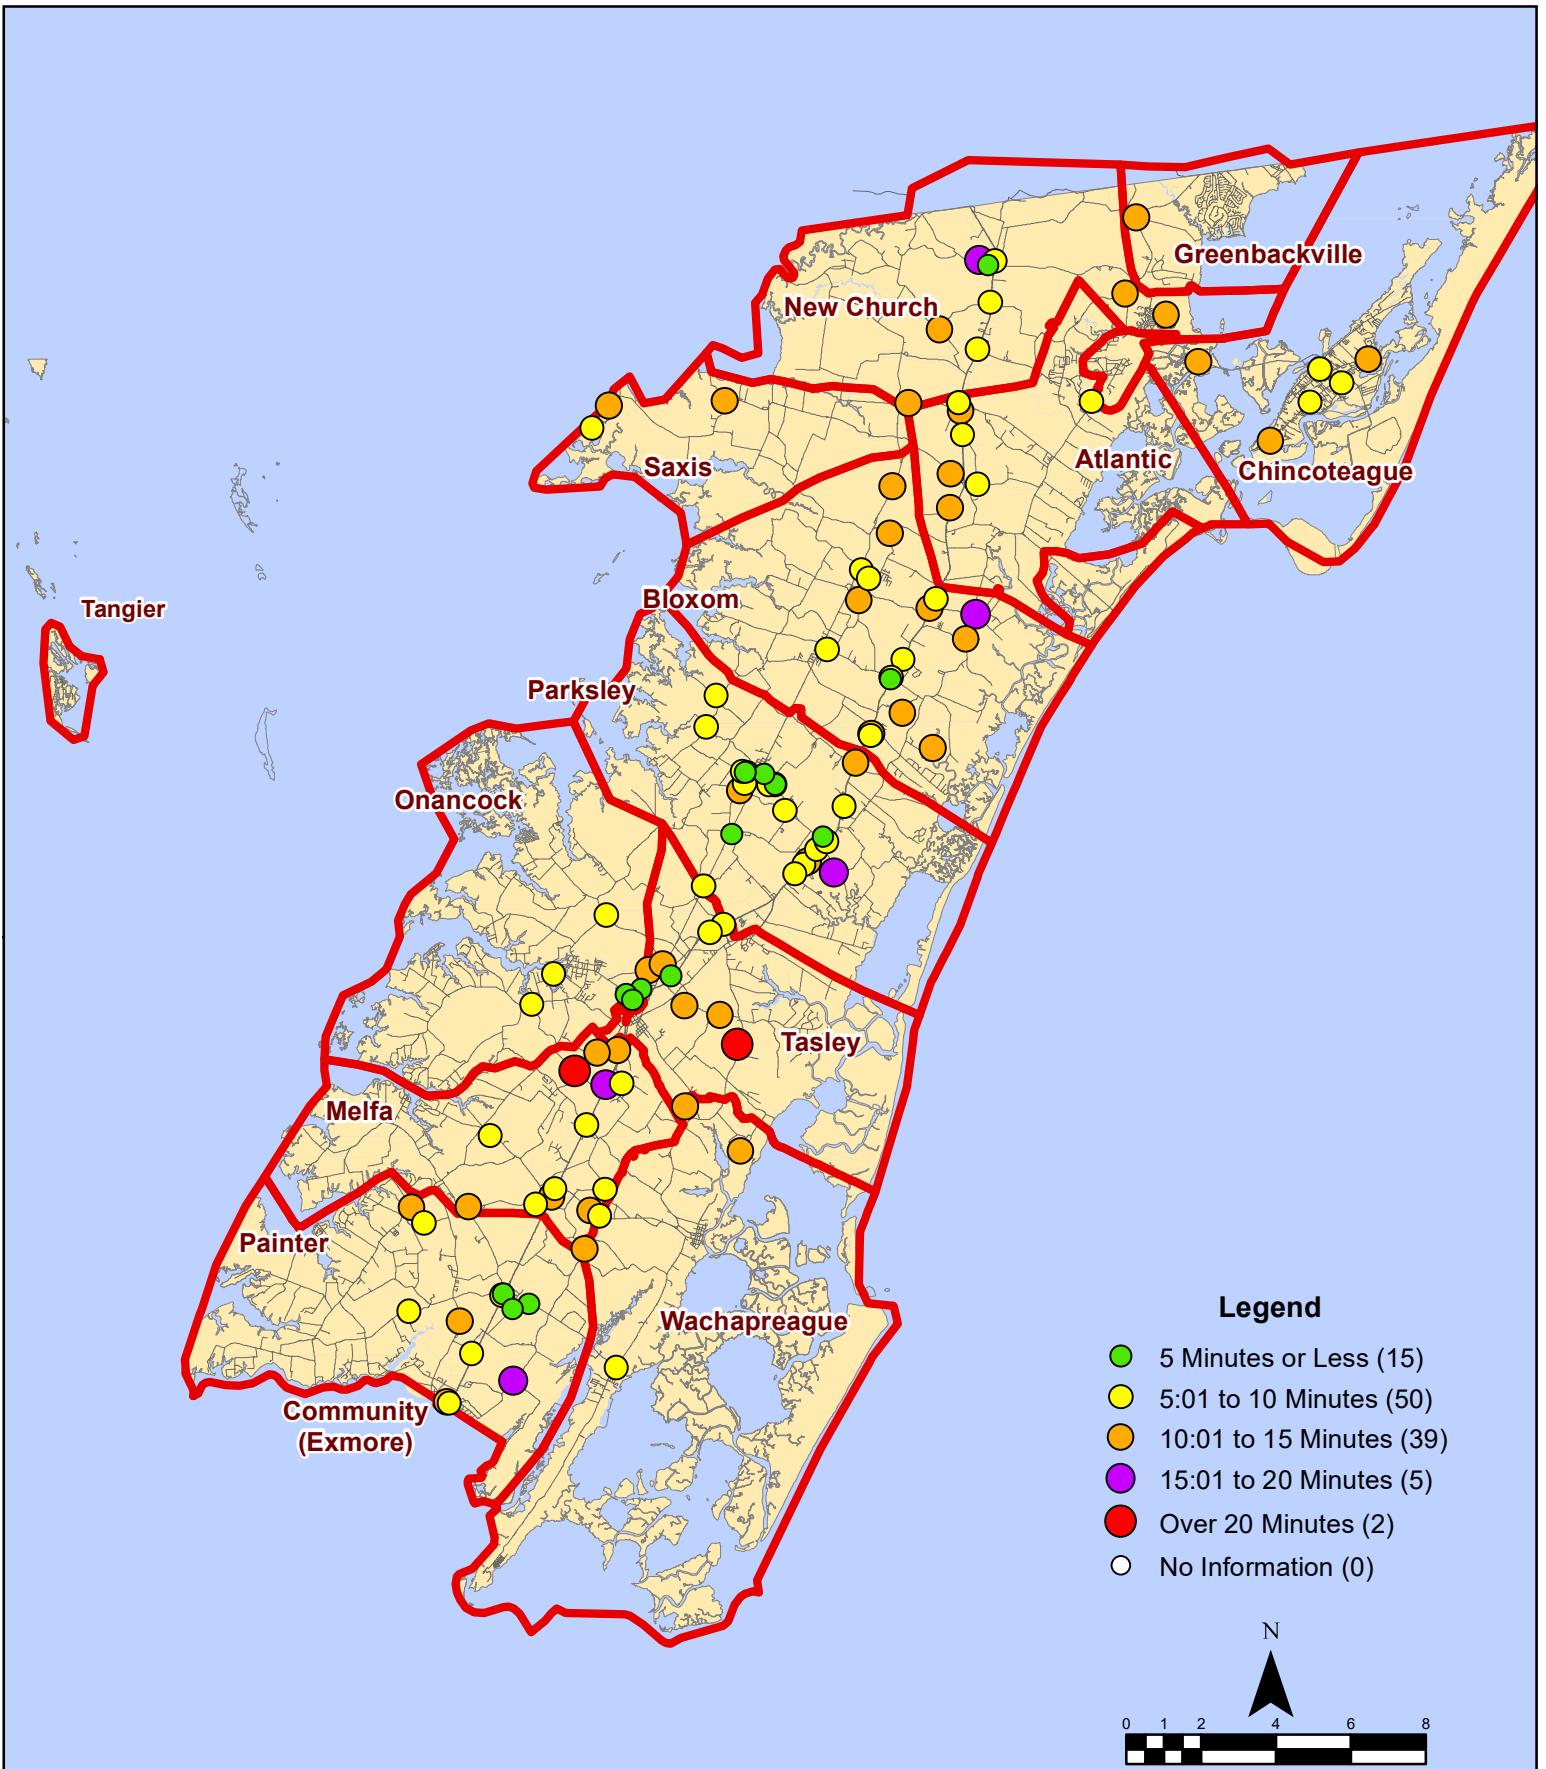 Greenbackville
New Church
Saxis
Atlantic
Chincoteague
Bloxom
Tangier
Parksley
Onancock
Tasley
Melfa
Painter
Wachapreague
Community
(Exmore)
Legend
5 Minutes or Less (15)
5:01 to 10 Minutes (50)
10:01 to 15 Minutes (39)
15:01 to 20 Minutes (5)
Over 20 Minutes (2)
No Information (0)
N
0 1 2 4 6 8